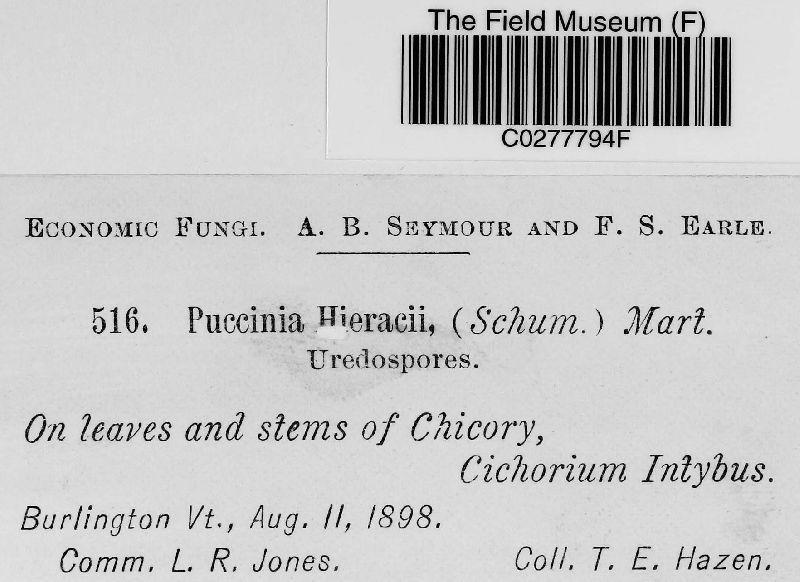 The Field Museum (F)
C0277794F
Economic Fungi. A. B. Seymour and F. S. Earle.
516. Puccinia Hieracii, (Schum.) Mart.
Uredospores.
On leaves and stems of Chicory,
Cichorium Intybus.
Burlington Vt., Aug. 11, 1898.
Comm. L. R. Jones. Coll. T. E. Hazen.